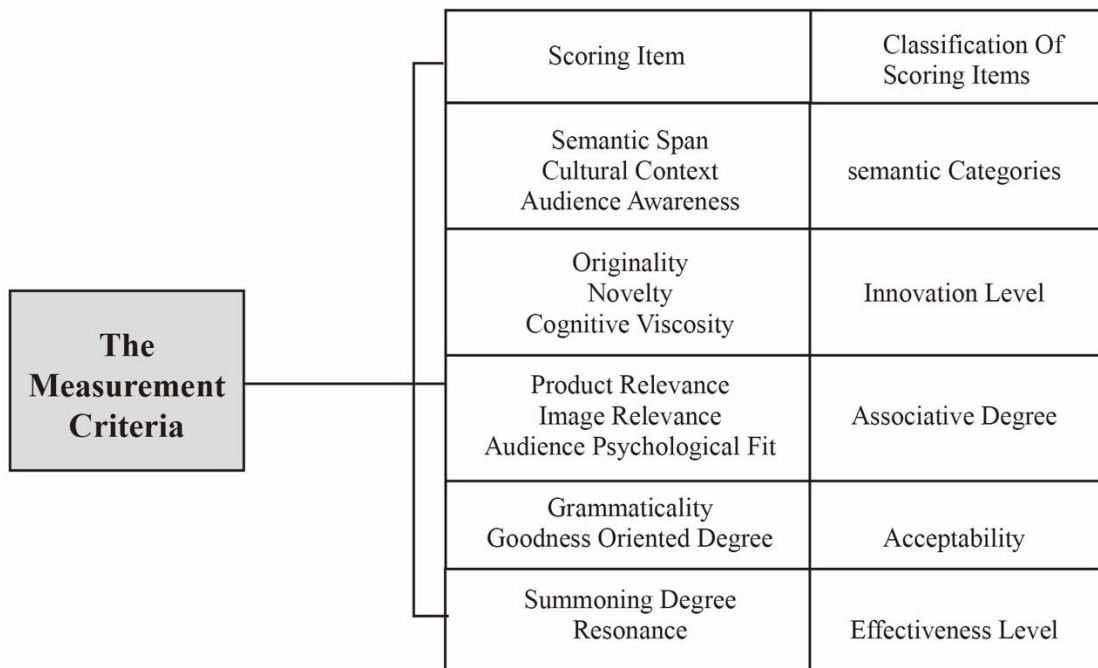 The
Measurement
Criteria
Scoring Item
Classification Of
Scoring Items
Semantic Span
Cultural Context
Audience Awareness
semantic Categories
Originality
Novelty
Cognitive Viscosity
Innovation Level
Product Relevance
Image Relevance
Audience Psychological Fit
Associative Degree
Grammaticality
Goodness Oriented Degree
Acceptability
Summoning Degree
Resonance
Effectiveness Level